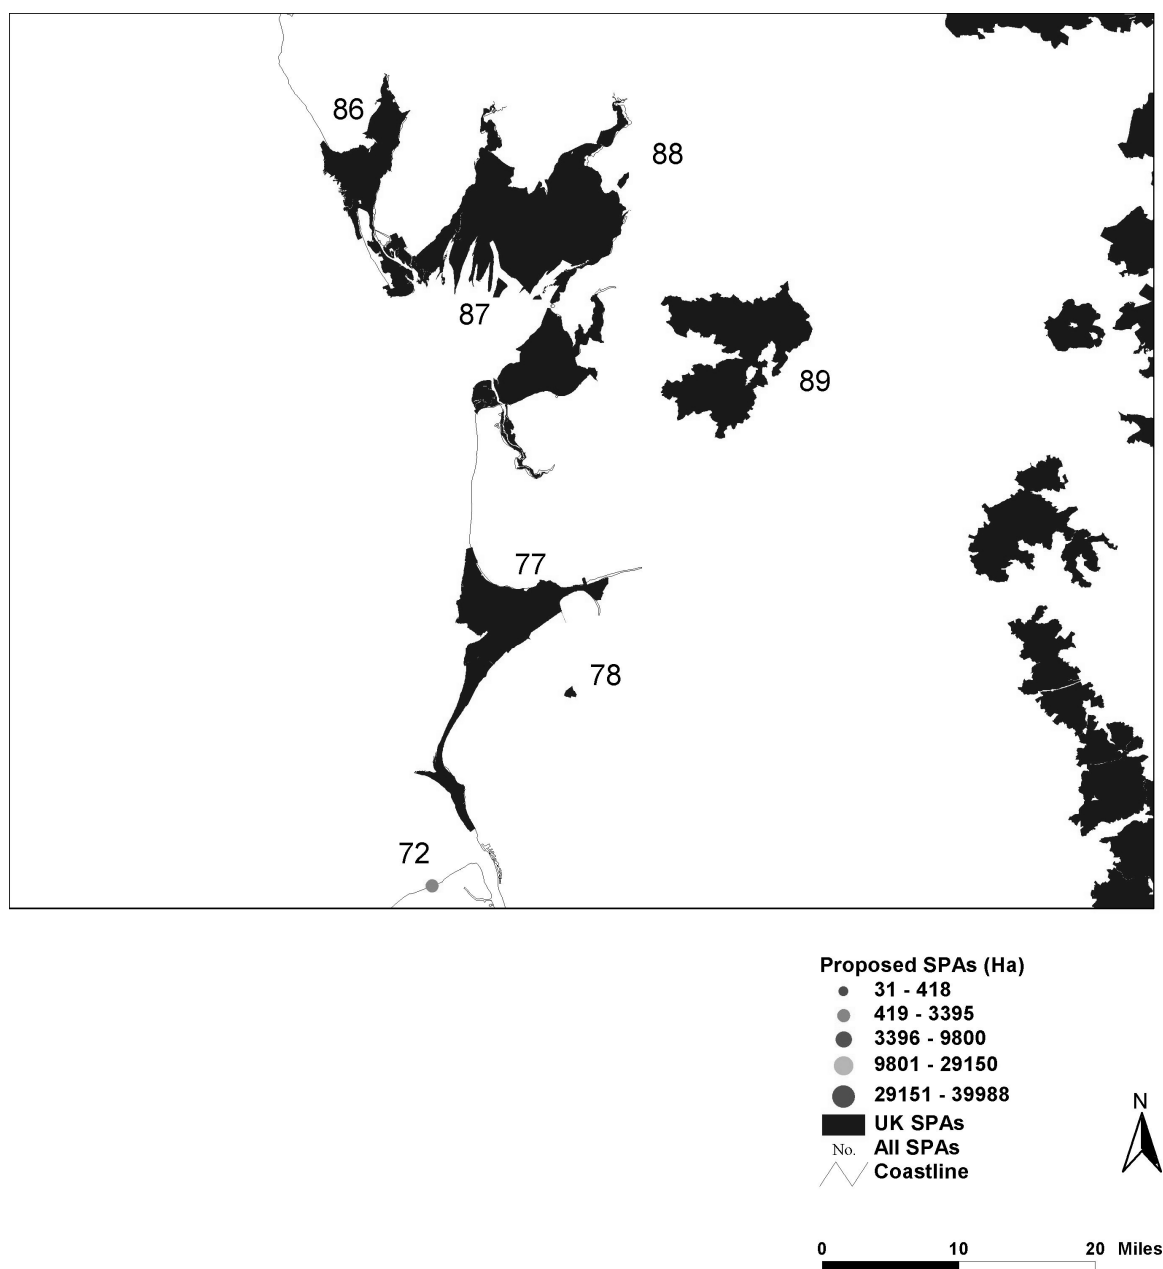 86
88
87
89
77
78
72
Proposed SPAs (Ha)
31 - 418
419 - 3395
3396 - 9800
9801 - 29150
29151 - 39988
UK SPAs
No. All SPAs
Coastline
N
0 10 20 Miles